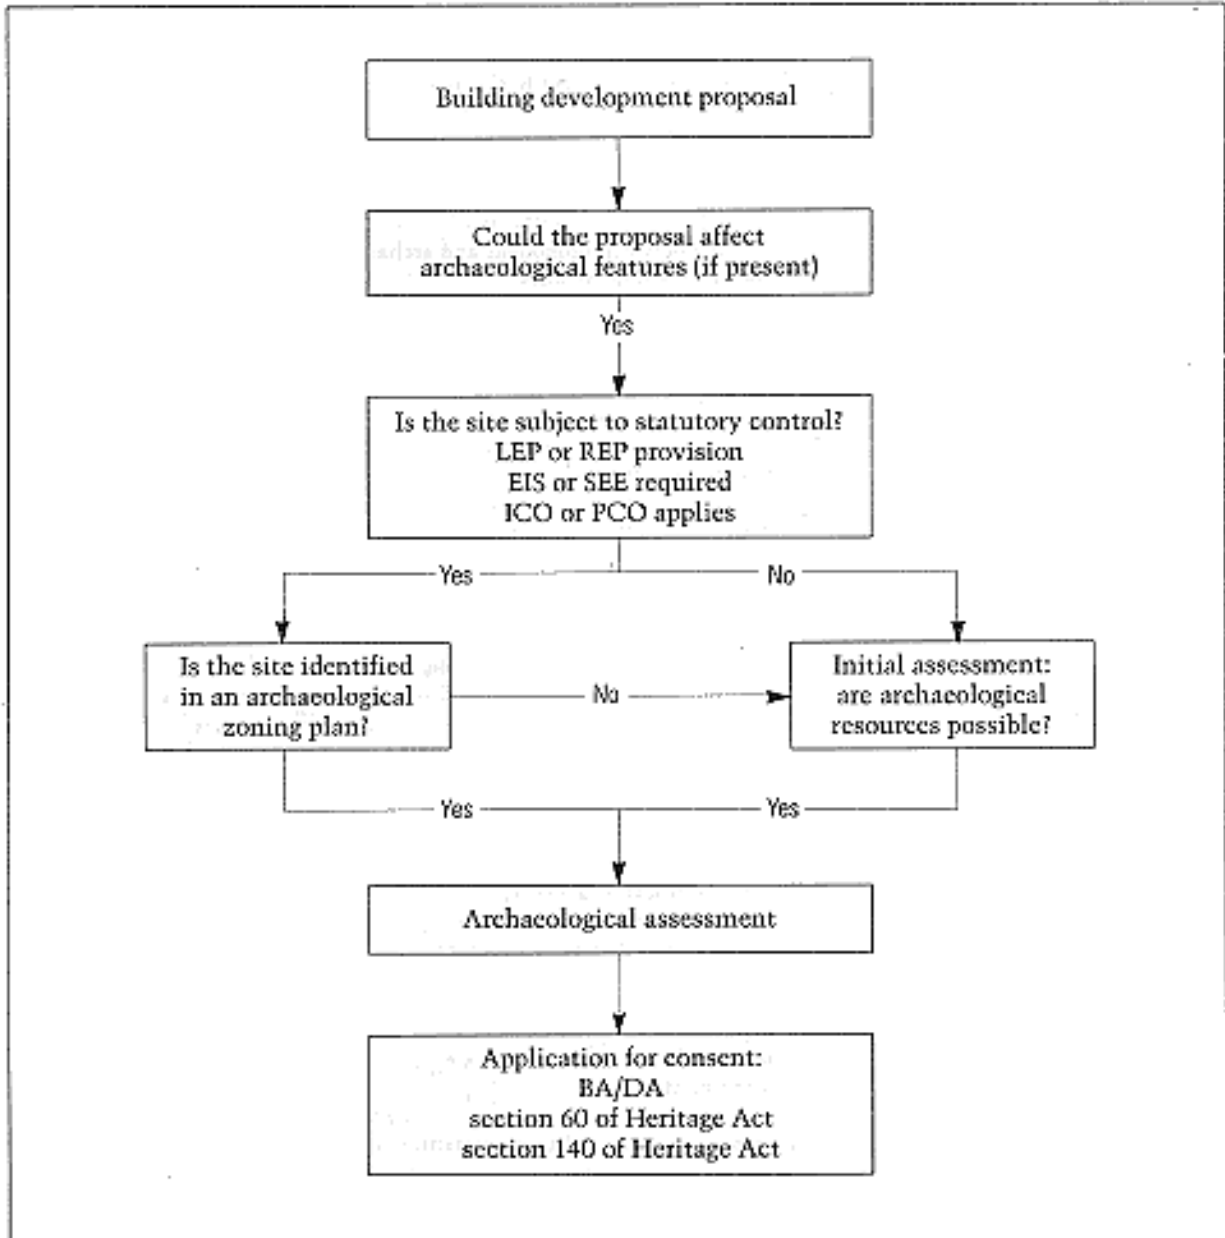 Building development proposal
Could the proposal affect
archaeological features (if present)
Yes
Is the site subject to statutory control?
LEP or REP provision
EIS or SEE required
ICO or PCO applies
Yes
No
Is the site identified
in an archaeological
zoning plan?
No
Initial assessment:
are archaeological
resources possible?
Yes
Yes
Archaeological assessment
Application for consent:
BA/DA
section 60 of Heritage Act
section 140 of Heritage Act